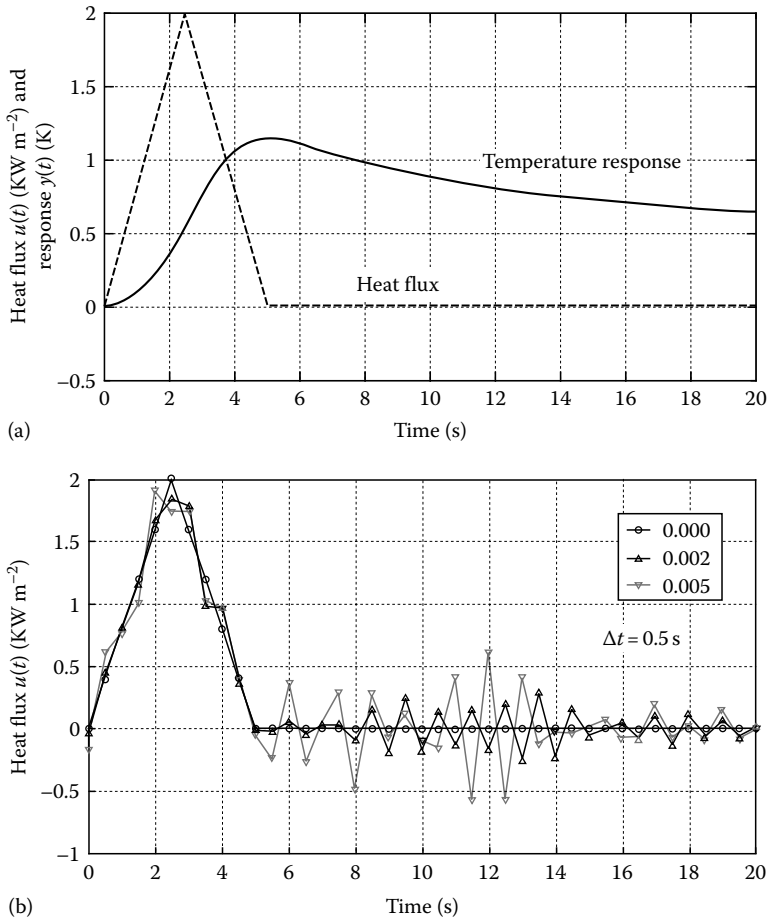 2
1.5
1
0.5
0
−0.5
Heat flux u(t) (KW m⁻²) and
response y(t) (K)
Temperature response
Heat flux
0 2 4 6 8 10 12 14 16 18 20
Time (s)
(a)
2
1.5
1
0.5
0
−0.5
−1
Heat flux u(t) (KW m⁻²)
0.000
0.002
0.005
Δt = 0.5 s
0 2 4 6 8 10 12 14 16 18 20
Time (s)
(b)